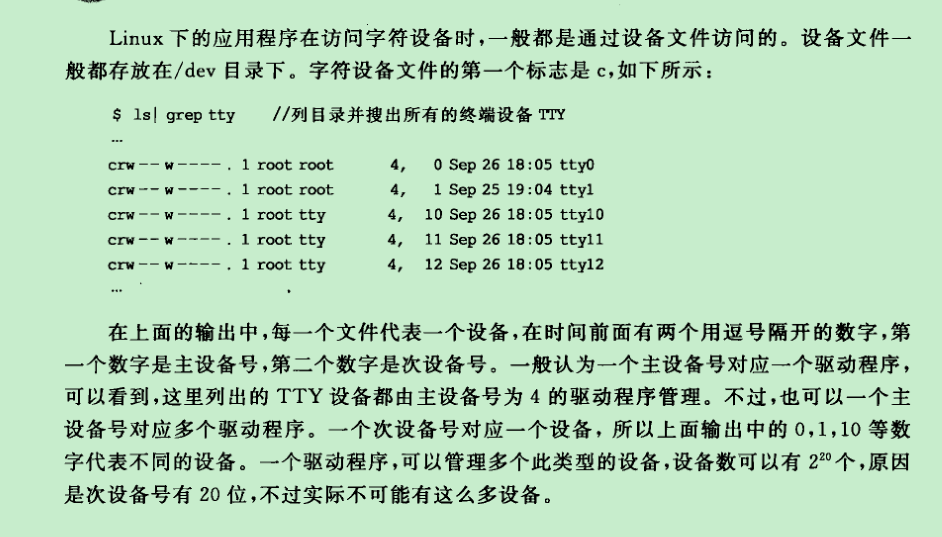 Linux 下的应用程序在访问字符设备时,一般都是通过设备文件访问的。设备文件一
般都存放在/dev 目录下。字符设备文件的第一个标志是 c,如下所示:
$ ls| grep tty //列目录并搜出所有的终端设备 TTY
…
crw--w----. 1 root root 4, 0 Sep 26 18:05 tty0
crw--w----. 1 root root 4, 1 Sep 25 19:04 tty1
crw--w----. 1 root tty 4, 10 Sep 26 18:05 tty10
crw--w----. 1 root tty 4, 11 Sep 26 18:05 tty11
crw--w----. 1 root tty 4, 12 Sep 26 18:05 tty12
…
在上面的输出中,每一个文件代表一个设备,在时间前面有两个用逗号隔开的数字,第
一个数字是主设备号,第二个数字是次设备号。一般认为一个主设备号对应一个驱动程序,
可以看到,这里列出的 TTY 设备都由主设备号为 4 的驱动程序管理。不过,也可以一个主
设备号对应多个驱动程序。一个次设备号对应一个设备, 所以上面输出中的 0,1,10 等数
字代表不同的设备。一个驱动程序,可以管理多个此类型的设备,设备数可以有 2²⁰ 个,原因
是次设备号有 20 位,不过实际不可能有这么多设备。